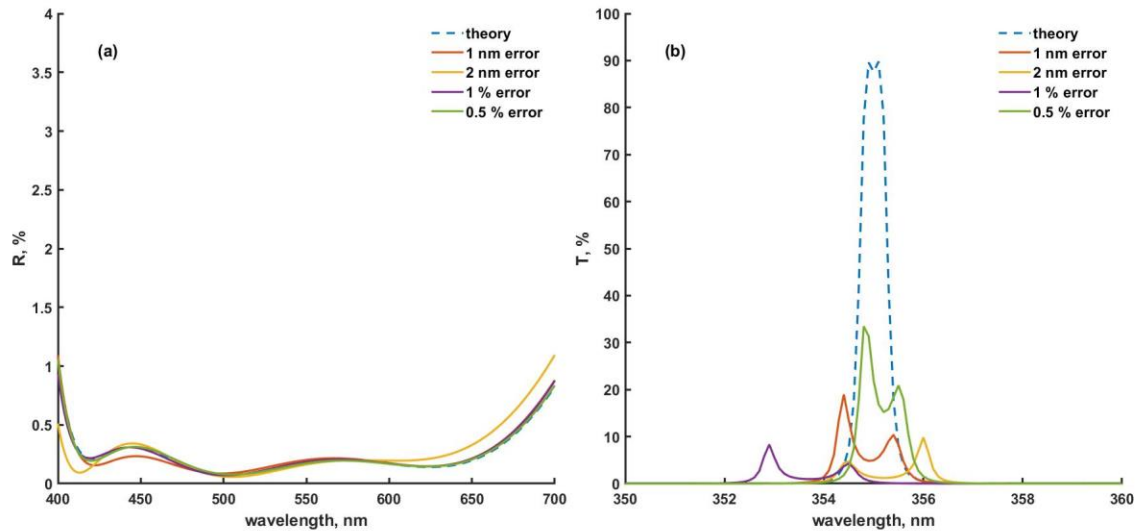 4
3.5
3
2.5
2
1.5
1
0.5
0
R, %
(a)
theory
1 nm error
2 nm error
1 % error
0.5 % error
400
450
500
550
600
650
700
wavelength, nm
100
90
80
70
60
50
40
30
20
10
0
T, %
(b)
theory
1 nm error
2 nm error
1 % error
0.5 % error
350
352
354
356
358
360
wavelength, nm